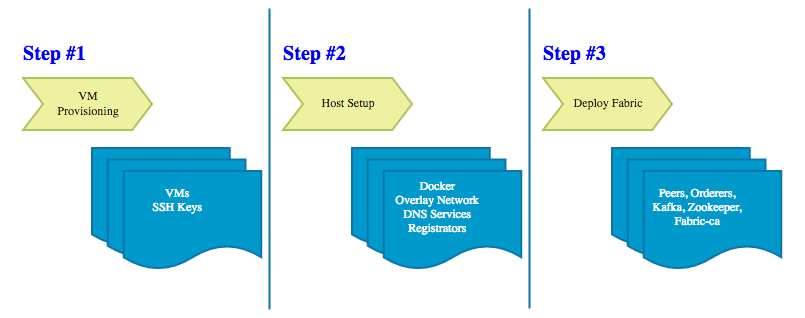 Step #1
VM
Provisioning
VMs
SSH Keys
Step #2
Host Setup
Docker
Overlay Network
DNS Services
Registrators
Step #3
Deploy Fabric
Peers, Orderers,
Kafka, Zookeeper,
Fabric-ca